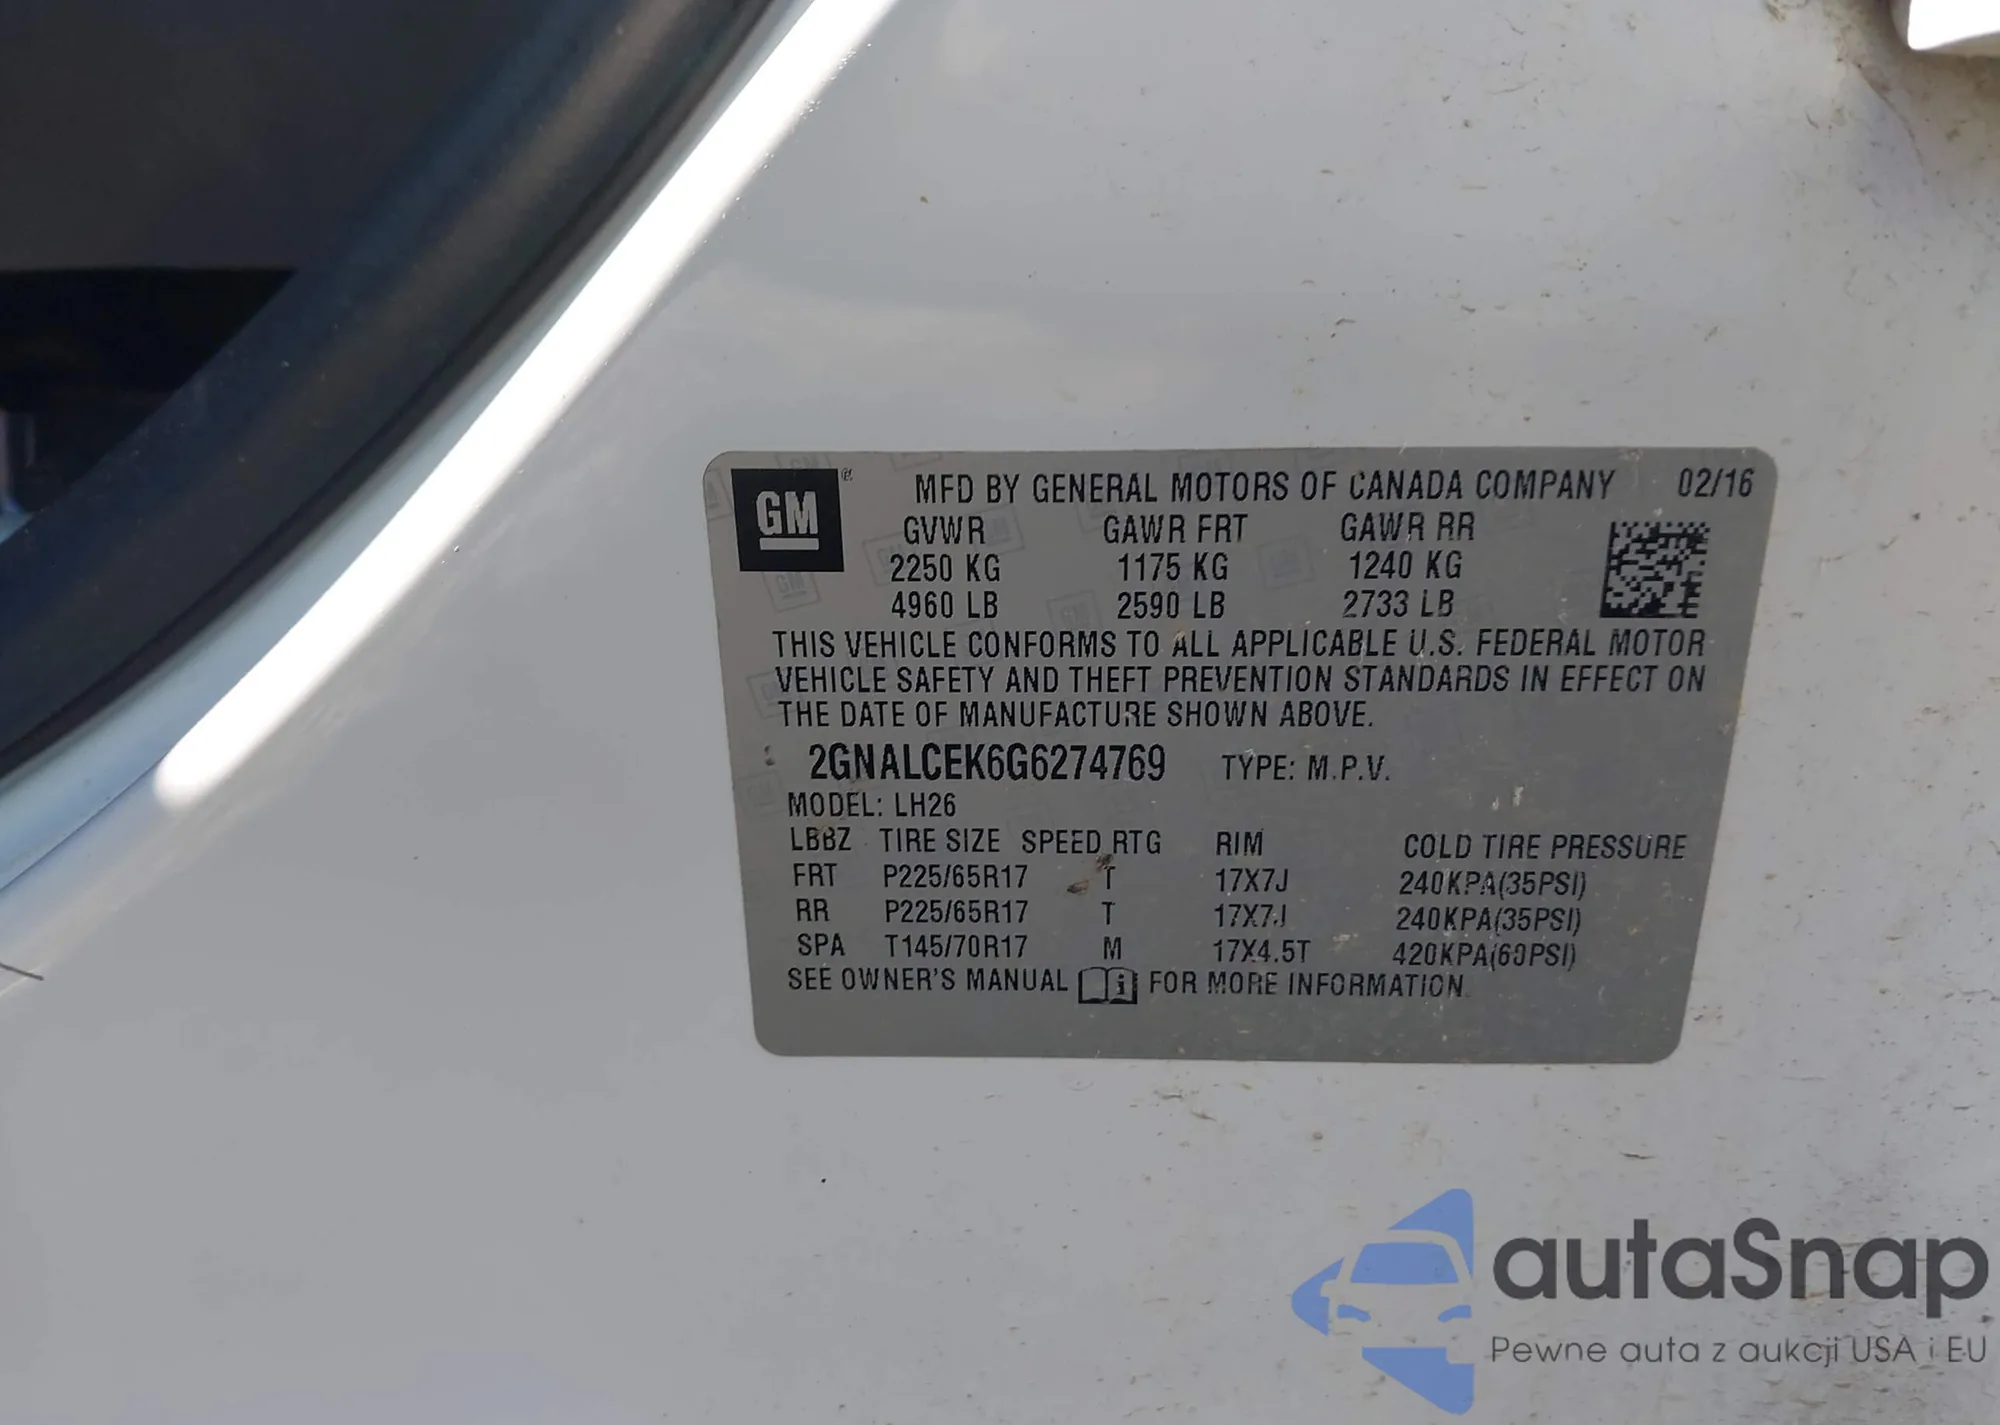 GM ®
MFD BY GENERAL MOTORS OF CANADA COMPANY 02/16
GVWR GAWR FRT GAWR RR
2250 KG 1175 KG 1240 KG
4960 LB 2590 LB 2733 LB
THIS VEHICLE CONFORMS TO ALL APPLICABLE U.S. FEDERAL MOTOR
VEHICLE SAFETY AND THEFT PREVENTION STANDARDS IN EFFECT ON
THE DATE OF MANUFACTURE SHOWN ABOVE.
2GNALCEK6G6274769 TYPE: M.P.V.
MODEL: LH26
LBBZ TIRE SIZE SPEED RTG RIM COLD TIRE PRESSURE
FRT P225/65R17 T 17X7J 240KPA(35PSI)
RR P225/65R17 T 17X7J 240KPA(35PSI)
SPA T145/70R17 M 17X4.5T 420KPA(60PSI)
SEE OWNER'S MANUAL i FOR MORE INFORMATION.
autaSnap
Pewne auta z aukcji USA i EU